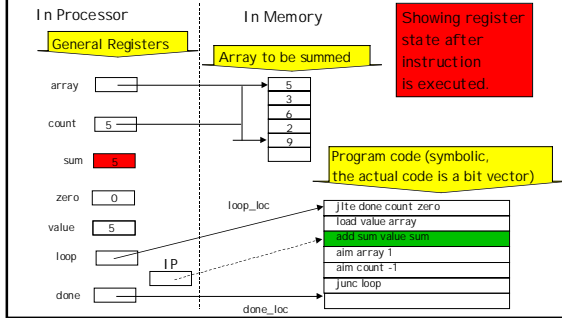 In Processor
In Memory
Showing register
state after
instruction
is executed.
General Registers
Array to be summed
array
count 5
sum 5
zero 0
value 5
loop
IP
done
5
3
6
2
9
Program code (symbolic,
the actual code is a bit vector)
loop_loc
jlte done count zero
load value array
add sum value sum
aim array 1
aim count -1
junc loop
done_loc